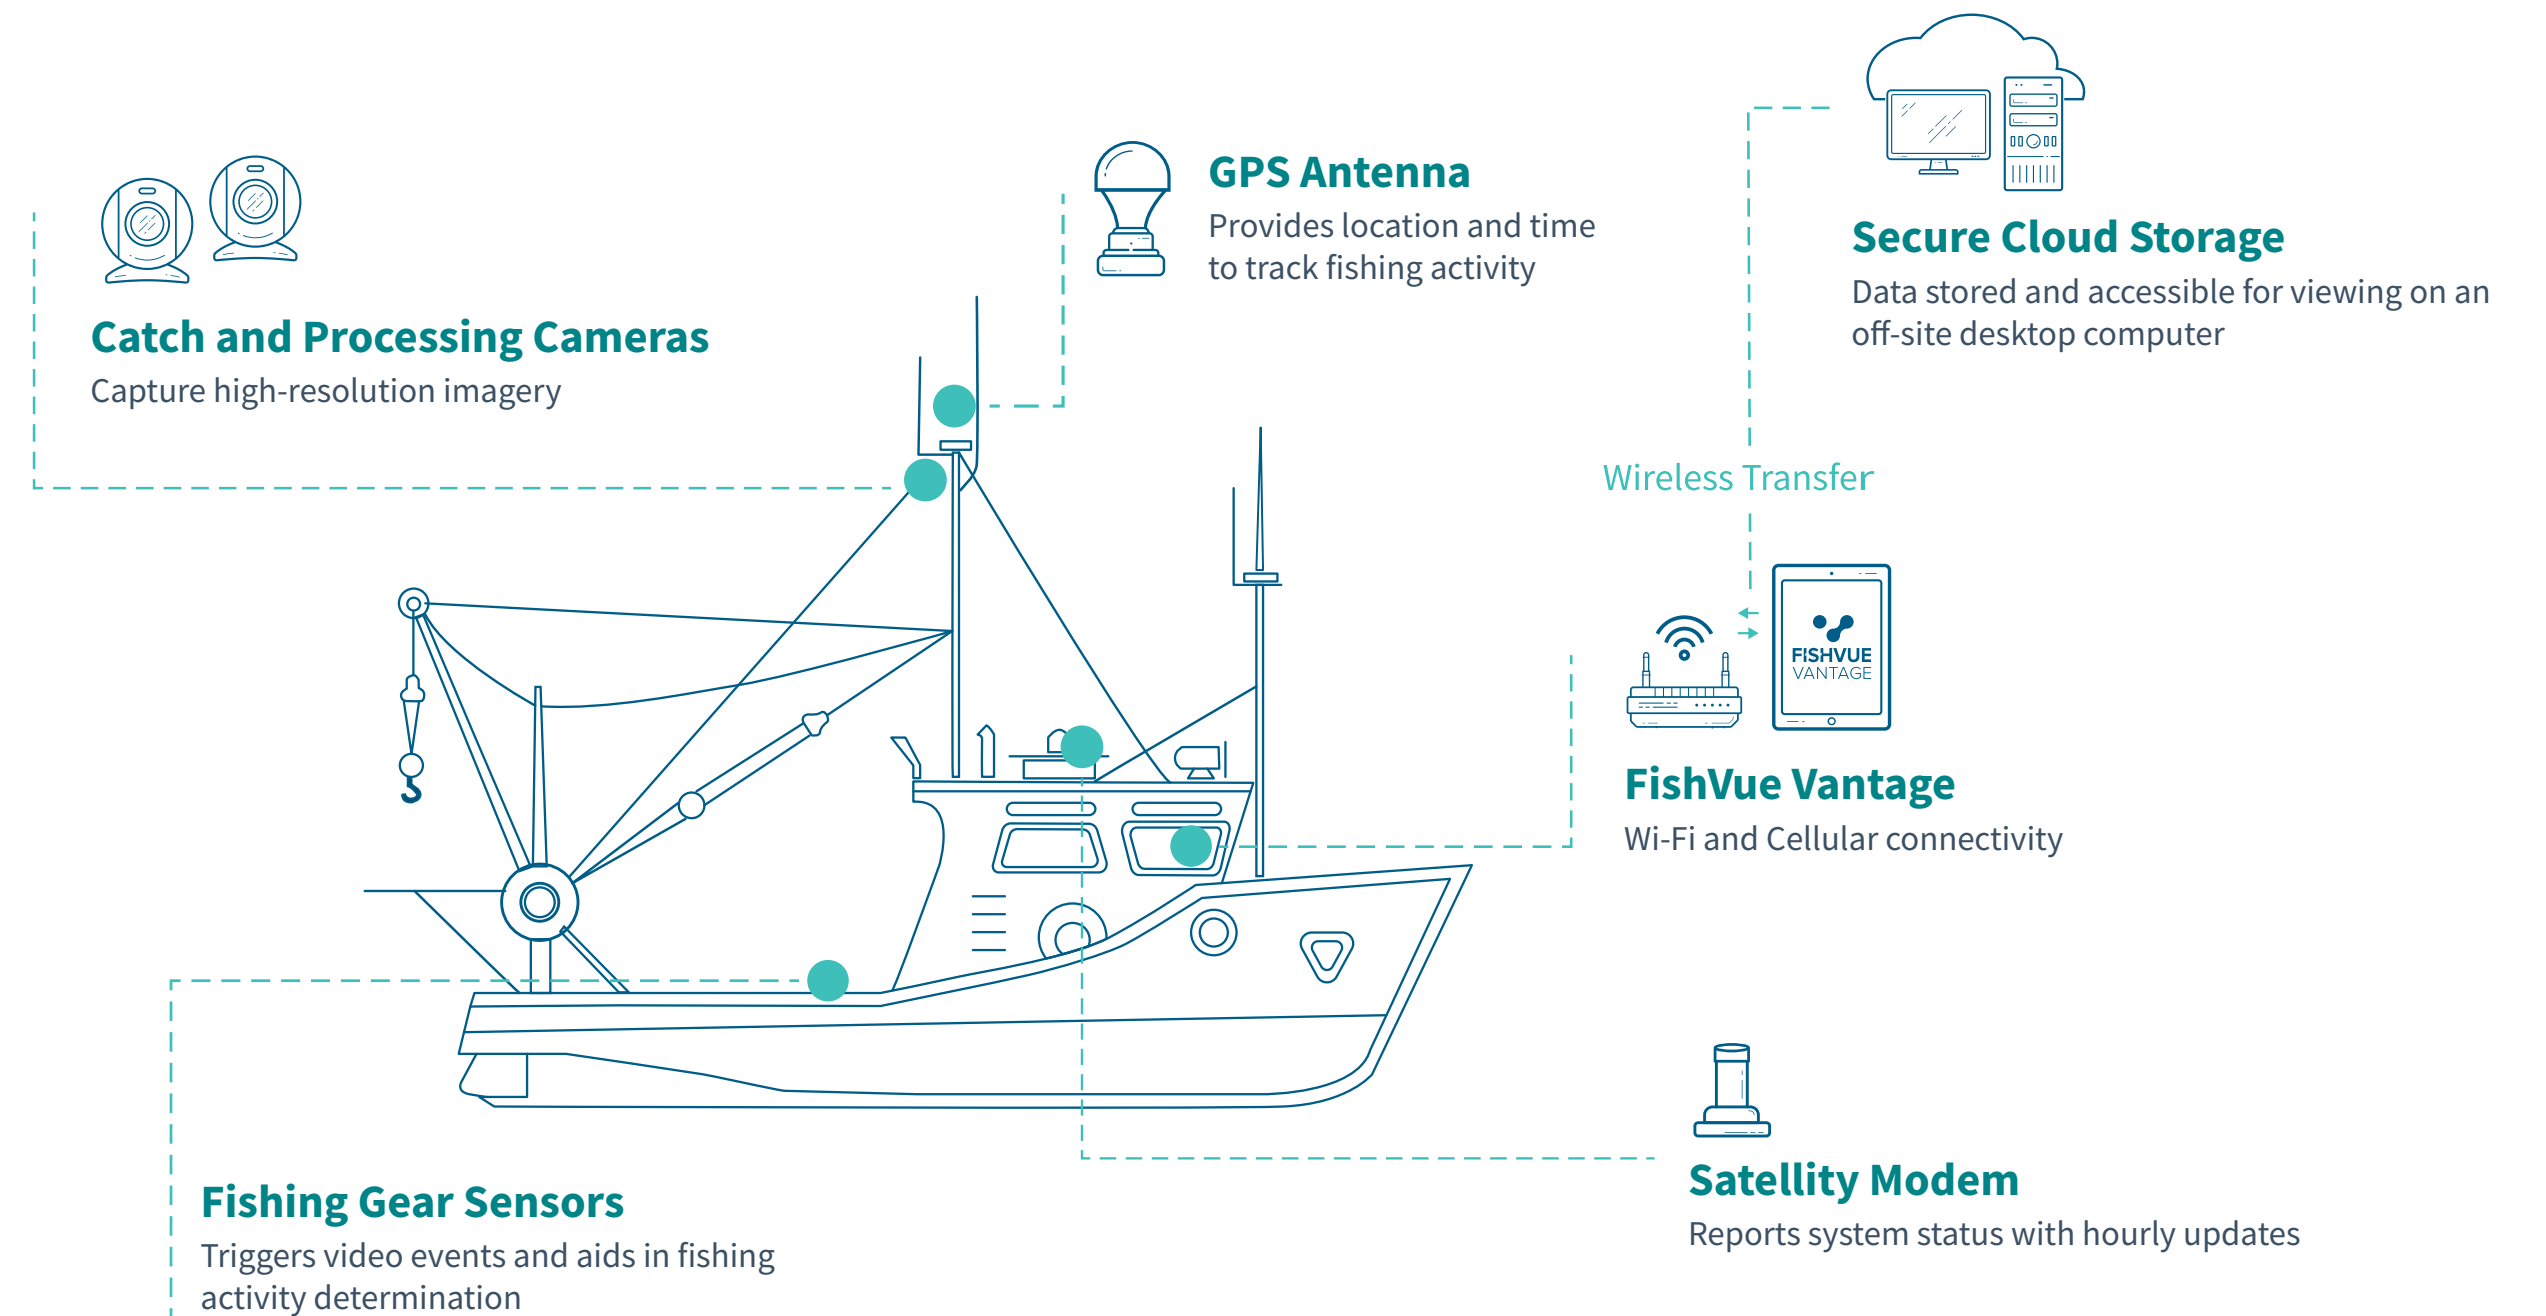 GPS Antenna
Provides location and time
to track fishing activity
Secure Cloud Storage
Data stored and accessible for viewing on an
off-site desktop computer
Catch and Processing Cameras
Capture high-resolution imagery
Wireless Transfer
FISHVUE
VANTAGE
FishVue Vantage
Wi-Fi and Cellular connectivity
Satellity Modem
Reports system status with hourly updates
Fishing Gear Sensors
Triggers video events and aids in fishing
activity determination